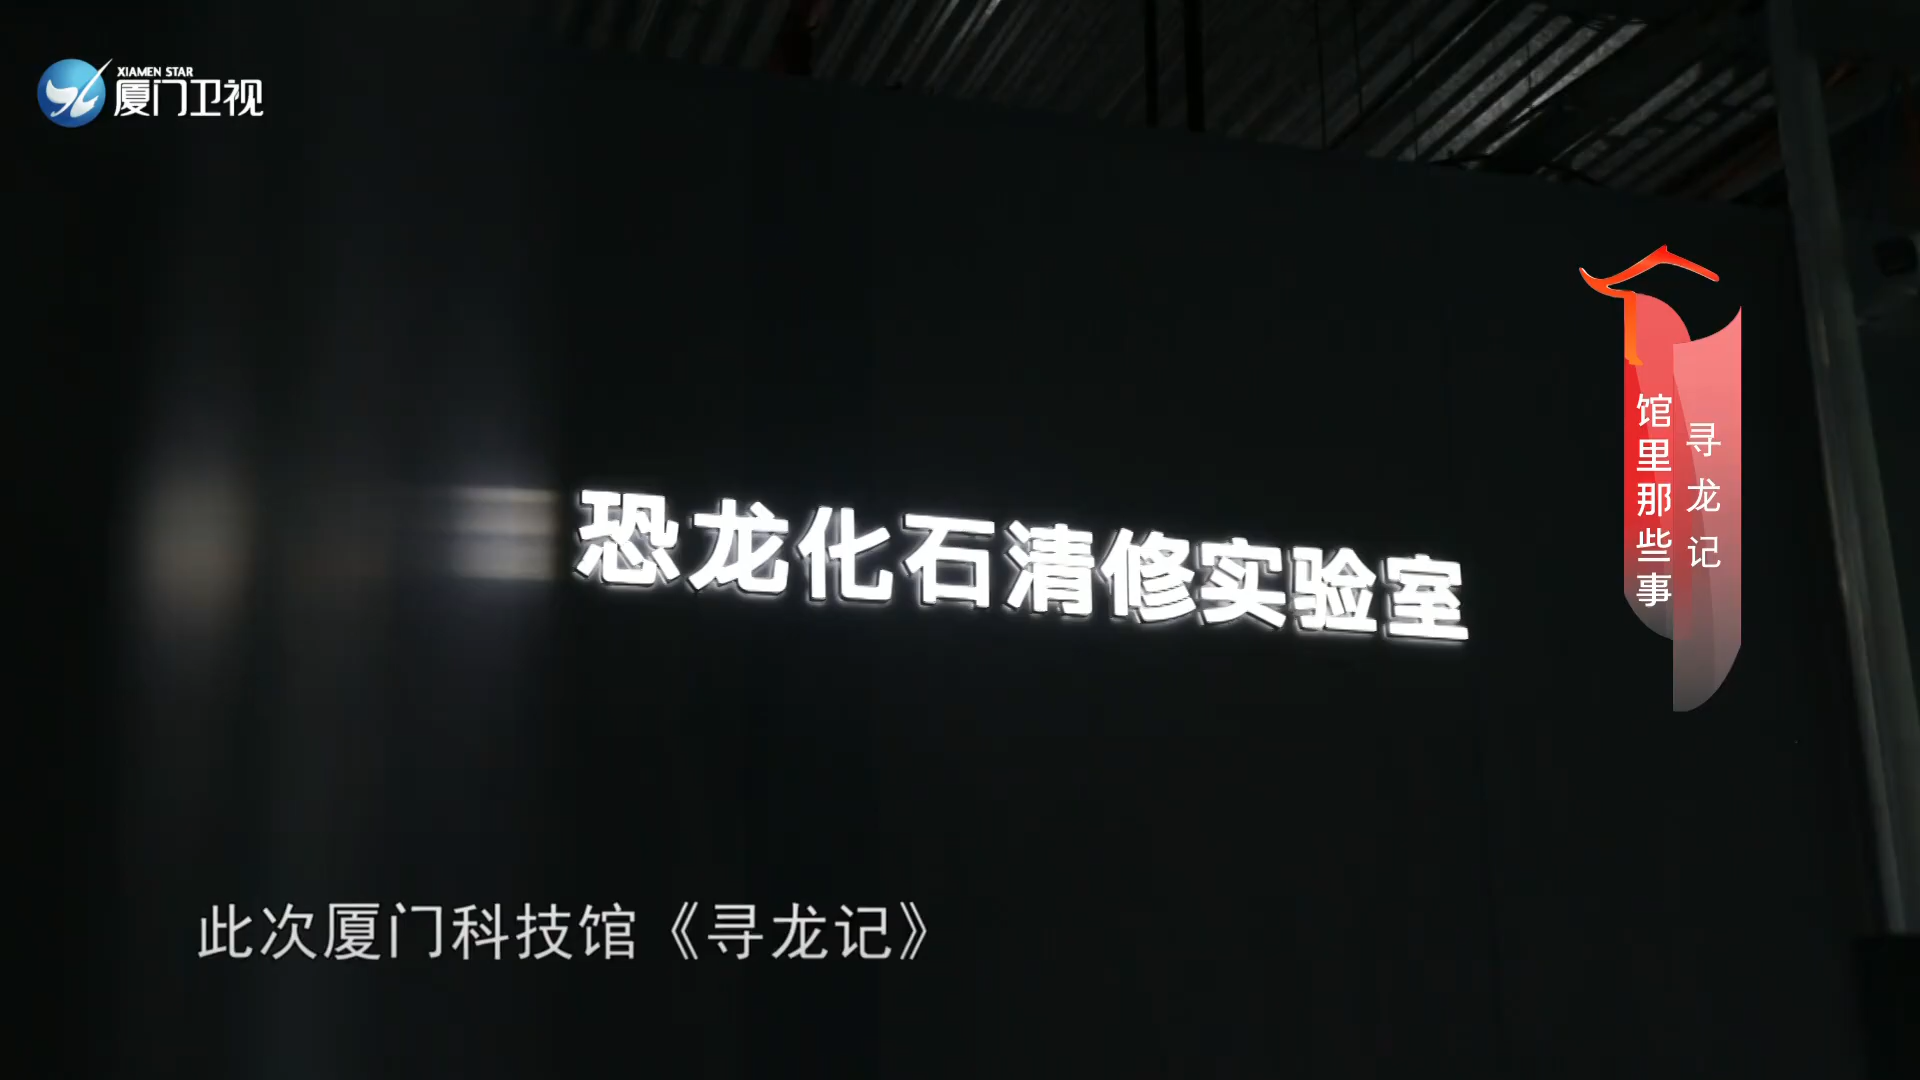 XIAMEN STAR
厦门卫视
恐龙化石清修实验室
馆里那些事
寻龙记
此次厦门科技馆《寻龙记》